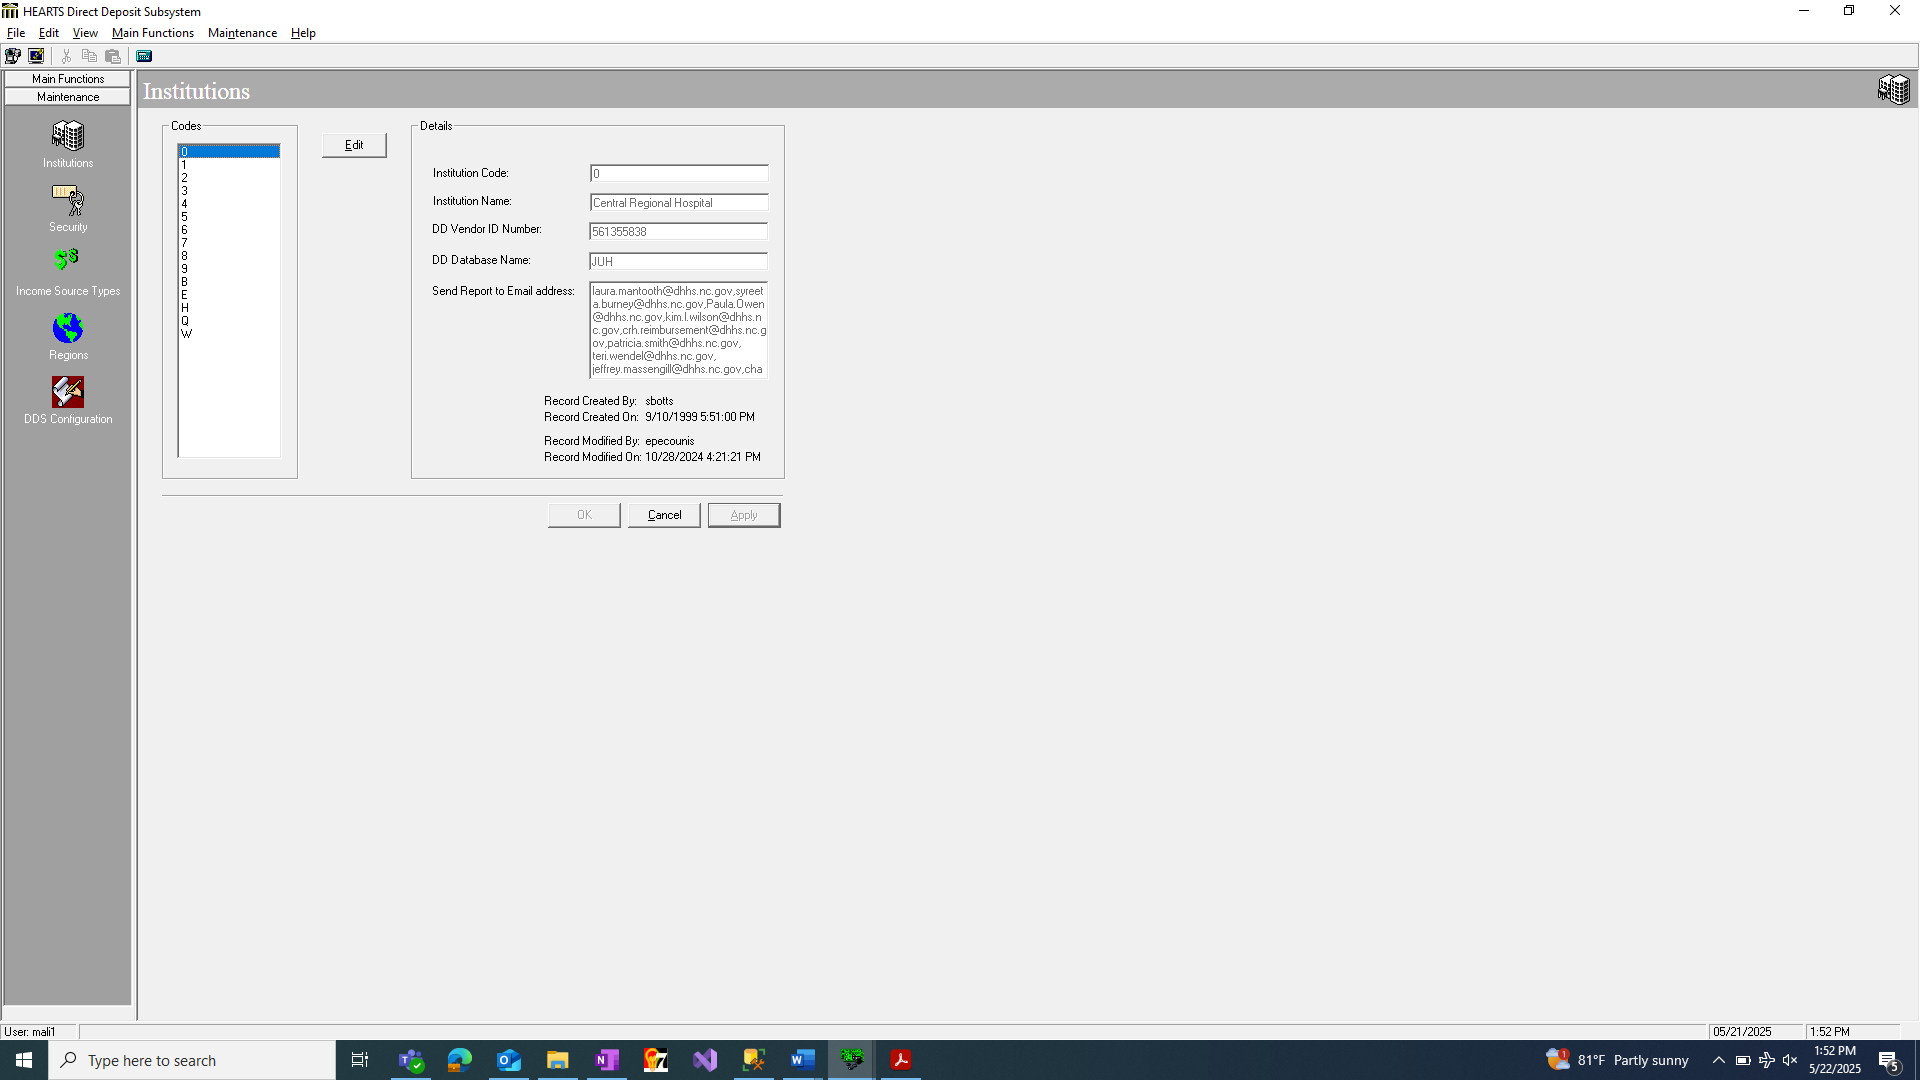 HEARTS Direct Deposit Subsystem
File Edit View Main Functions Maintenance Help
Main Functions
Maintenance
Institutions
Security
Income Source Types
Regions
DDS Configuration
Institutions
Codes
0
1
2
3
4
5
6
7
8
9
B
E
H
Q
W
Edit
Details
Institution Code: 0
Institution Name: Central Regional Hospital
DD Vendor ID Number: 561355838
DD Database Name: JUH
Send Report to Email address:
laura.mantooth@dhhs.nc.gov,syreet
a.burney@dhhs.nc.gov,Paula.Owen
@dhhs.nc.gov,kim.l.wilson@dhhs.n
c.gov,crh.reimbursement@dhhs.nc.g
ov,patricia.smith@dhhs.nc.gov,
teri.wendel@dhhs.nc.gov,
jeffrey.massengill@dhhs.nc.gov,cha
Record Created By: sbotts
Record Created On: 9/10/1999 5:51:00 PM
Record Modified By: epecounis
Record Modified On: 10/28/2024 4:21:21 PM
OK Cancel Apply
User: mali1
05/21/2025 1:52 PM
Type here to search
81°F Partly sunny
1:52 PM
5/22/2025
5